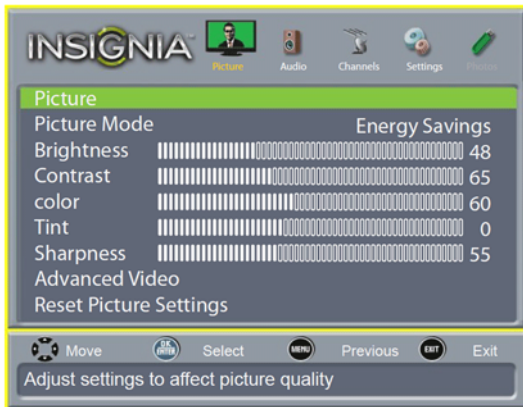 INSIGNIA™
Picture Audio Channels Settings Photos
Picture
Picture Mode Energy Savings
Brightness 48
Contrast 65
color 60
Tint 0
Sharpness 55
Advanced Video
Reset Picture Settings
Move OK ENTER Select MENU Previous EXIT Exit
Adjust settings to affect picture quality